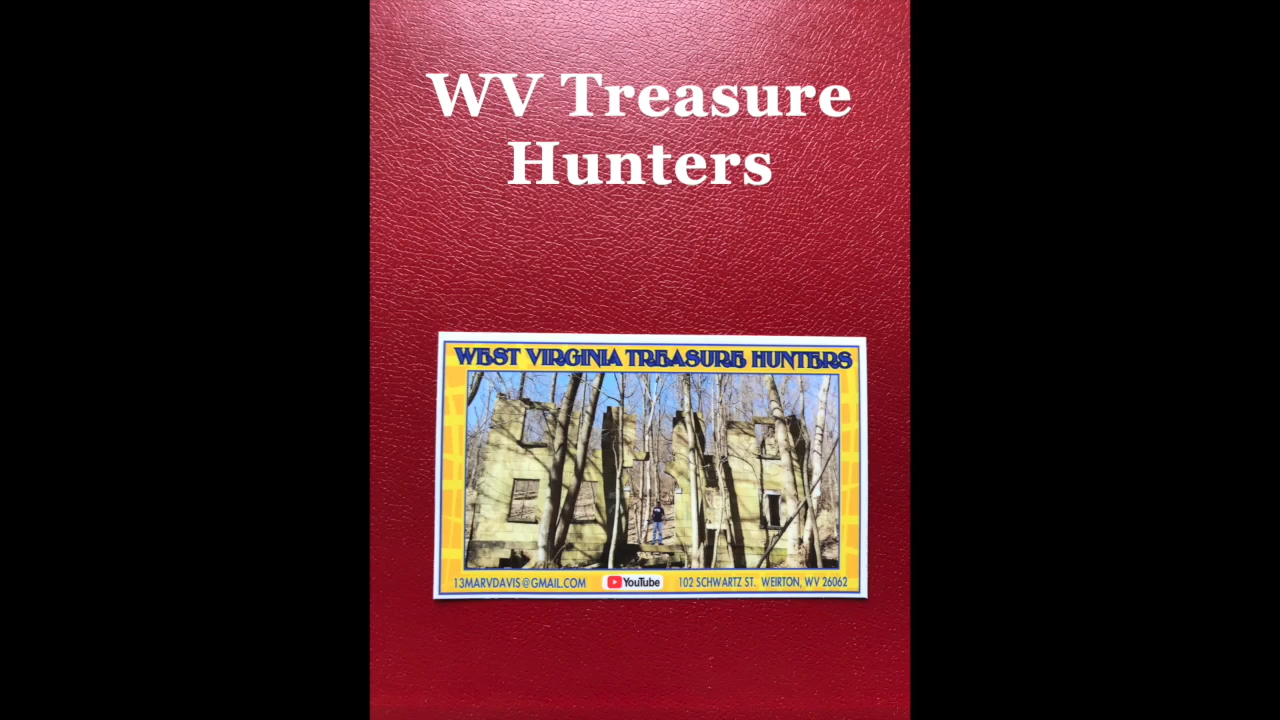 WV Treasure
Hunters
WEST VIRGINIA TREASURE HUNTERS
13MARVDAVIS@GMAIL.COM YouTube 102 SCHWARTZ ST. WEIRTON, WV 26062